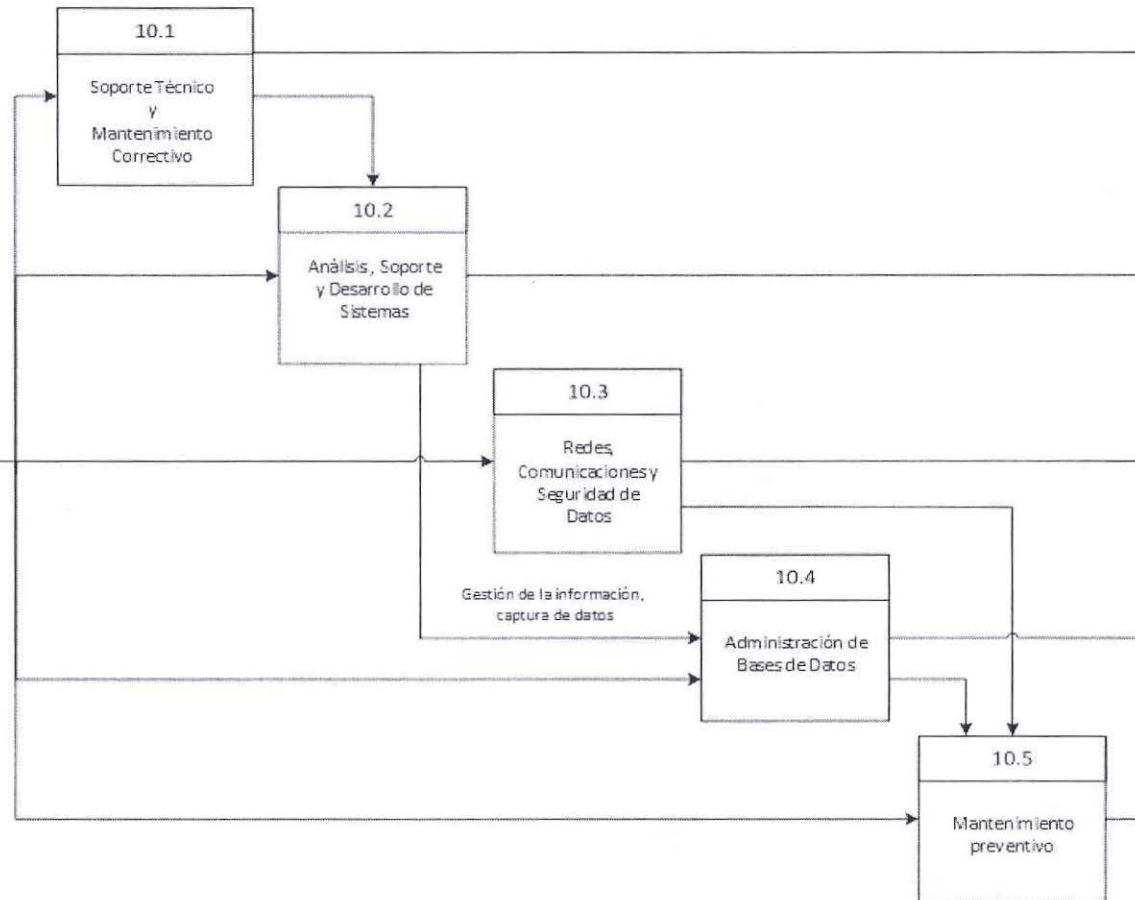 10.1
Soporte Técnico
y
Mantenimiento
Correctivo
10.2
Análisis, Soporte
y Desarrollo de
Sistemas
10.3
Redes,
Comunicaciones y
Seguridad de
Datos
Gestión de la información,
captura de datos
10.4
Administración de
Bases de Datos
10.5
Mantenimiento
preventivo